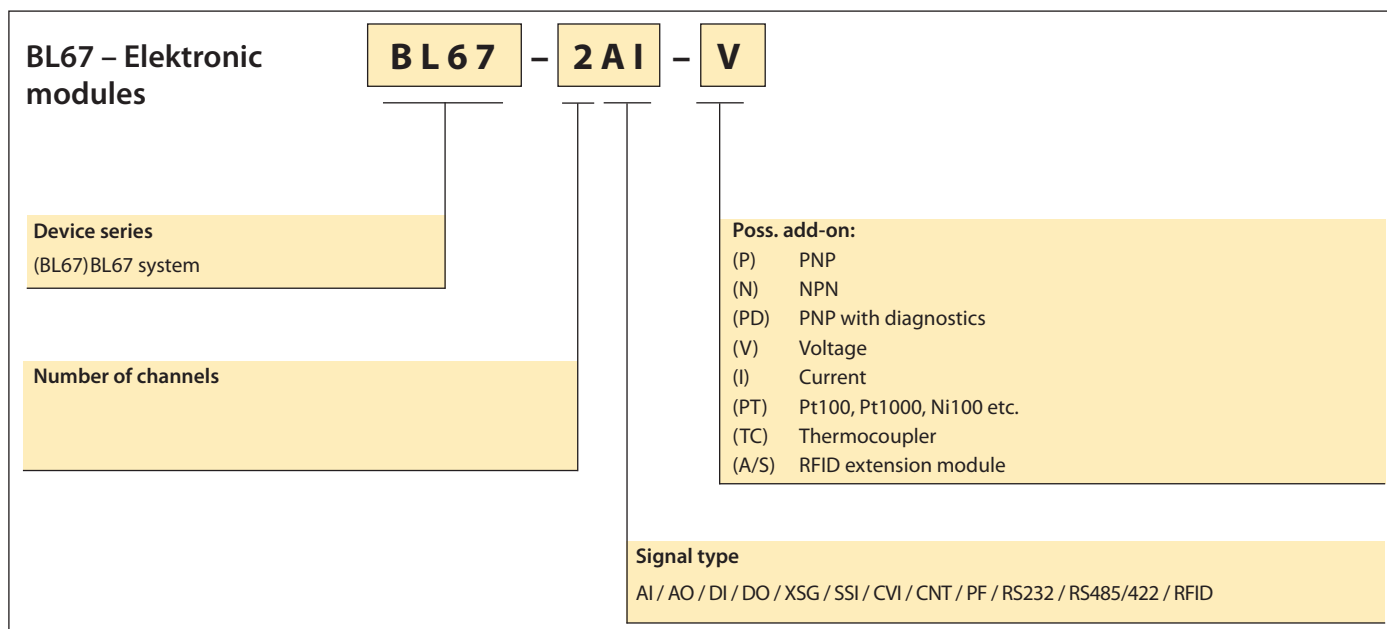 BL67 – Elektronic
modules
BL67 – 2AI – V
Device series
(BL67)BL67 system
Number of channels
Poss. add-on:
(P) PNP
(N) NPN
(PD) PNP with diagnostics
(V) Voltage
(I) Current
(PT) Pt100, Pt1000, Ni100 etc.
(TC) Thermocoupler
(A/S) RFID extension module
Signal type
AI / AO / DI / DO / XSG / SSI / CVI / CNT / PF / RS232 / RS485/422 / RFID